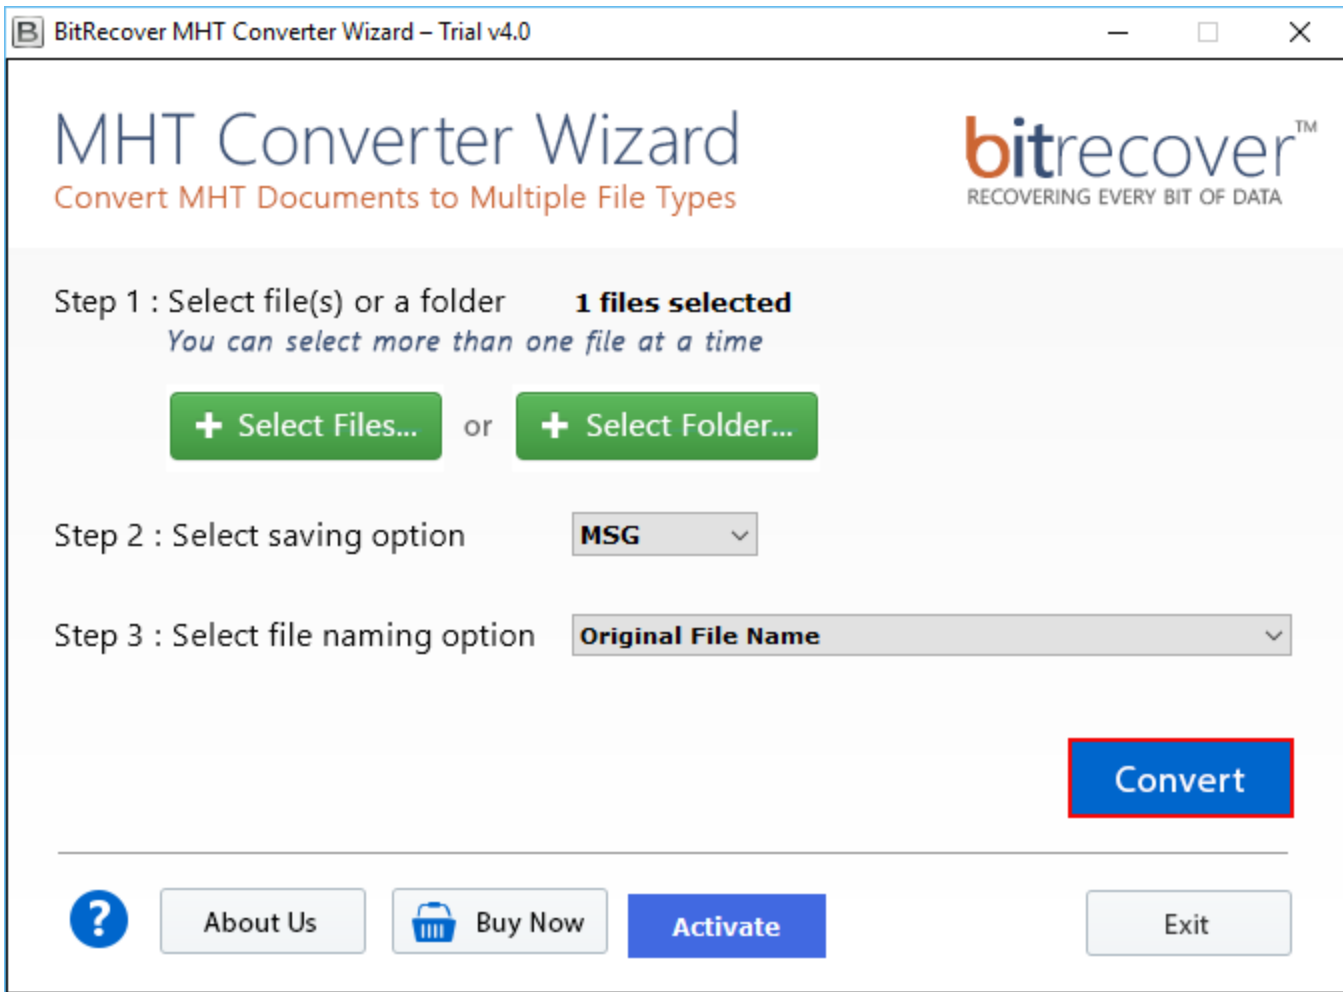 B BitRecover MHT Converter Wizard – Trial v4.0
MHT Converter Wizard
Convert MHT Documents to Multiple File Types
bitrecover™
RECOVERING EVERY BIT OF DATA
Step 1 : Select file(s) or a folder 1 files selected
You can select more than one file at a time
+ Select Files... or + Select Folder...
Step 2 : Select saving option MSG
Step 3 : Select file naming option Original File Name
Convert
? About Us Buy Now Activate Exit